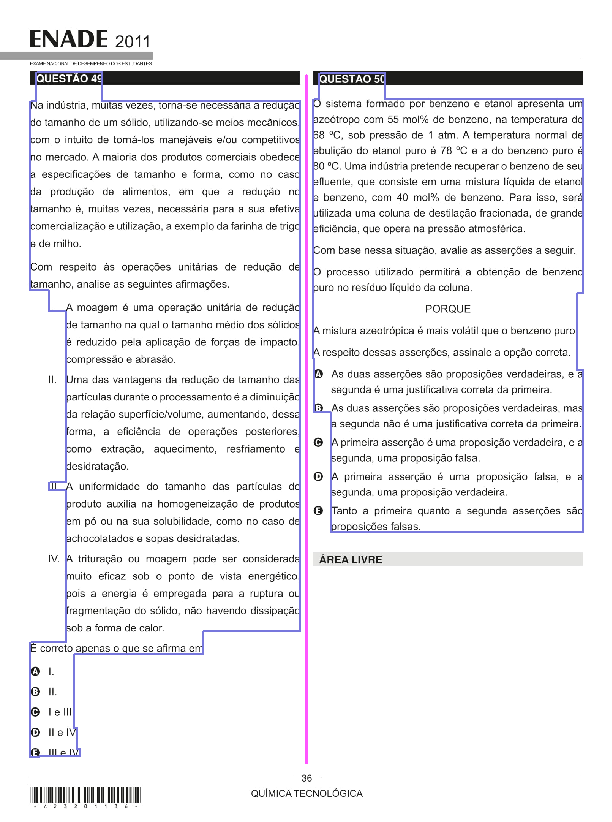 ENADE 2011
EXAME NACIONAL DE DESEMPENHO DOS ESTUDANTES
QUESTÃO 49
Na indústria, muitas vezes, torna-se necessária a redução
do tamanho de um sólido, utilizando-se meios mecânicos,
com o intuito de torná-los manejáveis e/ou competitivos
no mercado. A maioria dos produtos comerciais obedece
a especificações de tamanho e forma, como no caso
da produção de alimentos, em que a redução no
tamanho é, muitas vezes, necessária para a sua efetiva
comercialização e utilização, a exemplo da farinha de trigo
e de milho.
Com respeito às operações unitárias de redução de
tamanho, analise as seguintes afirmações.
A moagem é uma operação unitária de redução
de tamanho na qual o tamanho médio dos sólidos
é reduzido pela aplicação de forças de impacto,
compressão e abrasão.
II. Uma das vantagens da redução de tamanho das
partículas durante o processamento é a diminuição
da relação superfície/volume, aumentando, dessa
forma, a eficiência de operações posteriores,
como extração, aquecimento, resfriamento e
desidratação.
III. A uniformidade do tamanho das partículas do
produto auxilia na homogeneização de produtos
em pó ou na sua solubilidade, como no caso de
achocolatados e sopas desidratadas.
IV. A trituração ou moagem pode ser considerada
muito eficaz sob o ponto de vista energético,
pois a energia é empregada para a ruptura ou
fragmentação do sólido, não havendo dissipação
sob a forma de calor.
É correto apenas o que se afirma em
A I.
B II.
C I e III.
D II e IV.
E III e IV.
QUESTÃO 50
O sistema formado por benzeno e etanol apresenta um
azeótropo com 55 mol% de benzeno, na temperatura de
68 ºC, sob pressão de 1 atm. A temperatura normal de
ebulição do etanol puro é 78 ºC e a do benzeno puro é
80 ºC. Uma indústria pretende recuperar o benzeno de seu
efluente, que consiste em uma mistura líquida de etanol
e benzeno, com 40 mol% de benzeno. Para isso, será
utilizada uma coluna de destilação fracionada, de grande
eficiência, que opera na pressão atmosférica.
Com base nessa situação, avalie as asserções a seguir.
O processo utilizado permitirá a obtenção de benzeno
puro no resíduo líquido da coluna.
PORQUE
A mistura azeotrópica é mais volátil que o benzeno puro.
A respeito dessas asserções, assinale a opção correta.
A As duas asserções são proposições verdadeiras, e a
segunda é uma justificativa correta da primeira.
B As duas asserções são proposições verdadeiras, mas
a segunda não é uma justificativa correta da primeira.
C A primeira asserção é uma proposição verdadeira, e a
segunda, uma proposição falsa.
D A primeira asserção é uma proposição falsa, e a
segunda, uma proposição verdadeira.
E Tanto a primeira quanto a segunda asserções são
proposições falsas.
ÁREA LIVRE
36
QUÍMICA TECNOLÓGICA